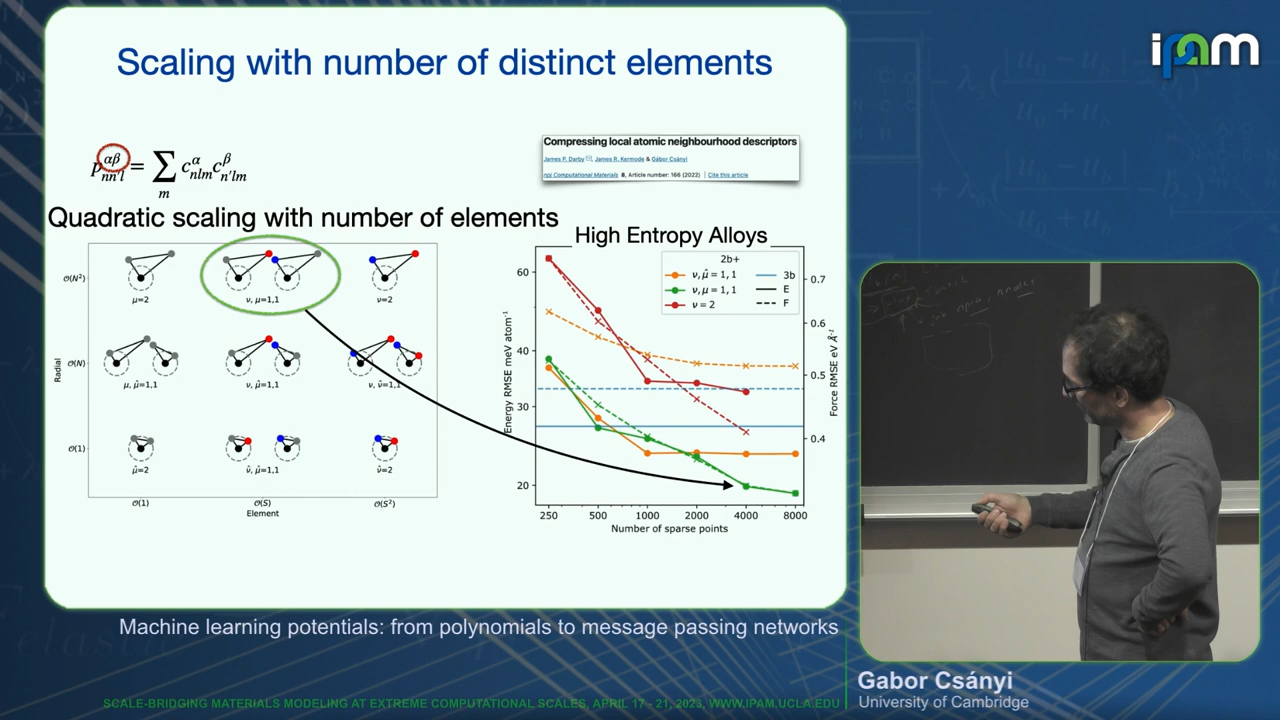 Scaling with number of distinct elements
ipam
p^{αβ}_{nn'l} = ∑_m c^α_{nlm} c^β_{n'lm}
Compressing local atomic neighbourhood descriptors
James P. Darby, James R. Kermode & Gábor Csányi
npj Computational Materials 8, Article number: 166 (2022) | Cite this article
Quadratic scaling with number of elements
Radial
𝒪(N²)
μ=2
ν, μ=1,1
ν=2
𝒪(N)
μ, μ̂=1,1
ν, μ̂=1,1
ν, ν̂=1,1
𝒪(1)
μ̂=2
ν̂, μ̂=1,1
ν̂=2
𝒪(1)
𝒪(S)
𝒪(S²)
Element
High Entropy Alloys
2b+
ν, μ̂ = 1, 1
ν, μ = 1, 1
ν = 2
3b
E
F
Energy RMSE meV atom⁻¹
60
40
30
20
0.7
0.6
0.5
0.4
Force RMSE eV Å⁻¹
250 500 1000 2000 4000 8000
Number of sparse points
Machine learning potentials: from polynomials to message passing networks
Gabor Csányi
University of Cambridge
SCALE-BRIDGING MATERIALS MODELING AT EXTREME COMPUTATIONAL SCALES, APRIL 17 - 21, 2023, WWW.IPAM.UCLA.EDU